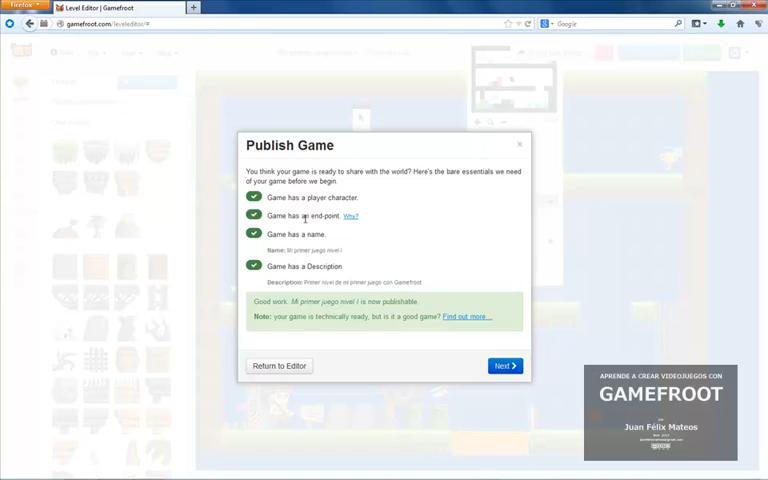 Firefox
Level Editor | Gamefroot
gamefroot.com/leveleditor/#
Google
Publish Game
You think your game is ready to share with the world? Here's the bare essentials we need
of your game before we begin.
Game has a player character.
Game has an end-point. Why?
Game has a name.
Name: Mi primer juego nivel I
Game has a Description
Description: Primer nivel de mi primer juego con Gamefroot
Good work. Mi primer juego nivel I is now publishable.
Note: your game is technically ready, but is it a good game? Find out more...
Return to Editor
Next
APRENDE A CREAR VIDEOJUEGOS CON
GAMEFROOT
por
Juan Félix Mateos